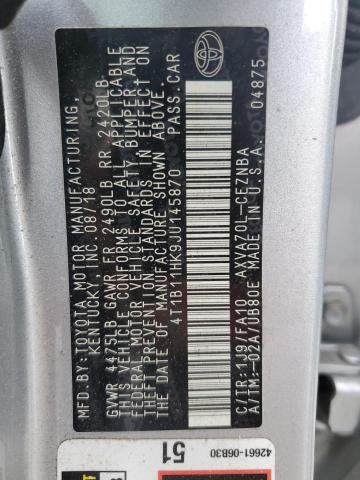 MFD.BY:TOYOTA MOTOR MANUFACTURING,
KENTUCKY, INC. 08/18
GVWR 4475LB GAWR FR 2490LB RR 2420LB
THIS VEHICLE CONFORMS TO ALL APPLICABLE
FEDERAL MOTOR VEHICLE SAFETY, BUMPER, AND
THEFT PREVENTION STANDARDS IN EFFECT ON
THE DATE OF MANUFACTURE SHOWN ABOVE.
4T1B11HK9JU145870 PASS.CAR
C/TR:1J9/FA10 AXVA70L-CEZNBA
A/TM:-02A/UB80E MADE IN U.S.A. 04875
42661-06B30
51